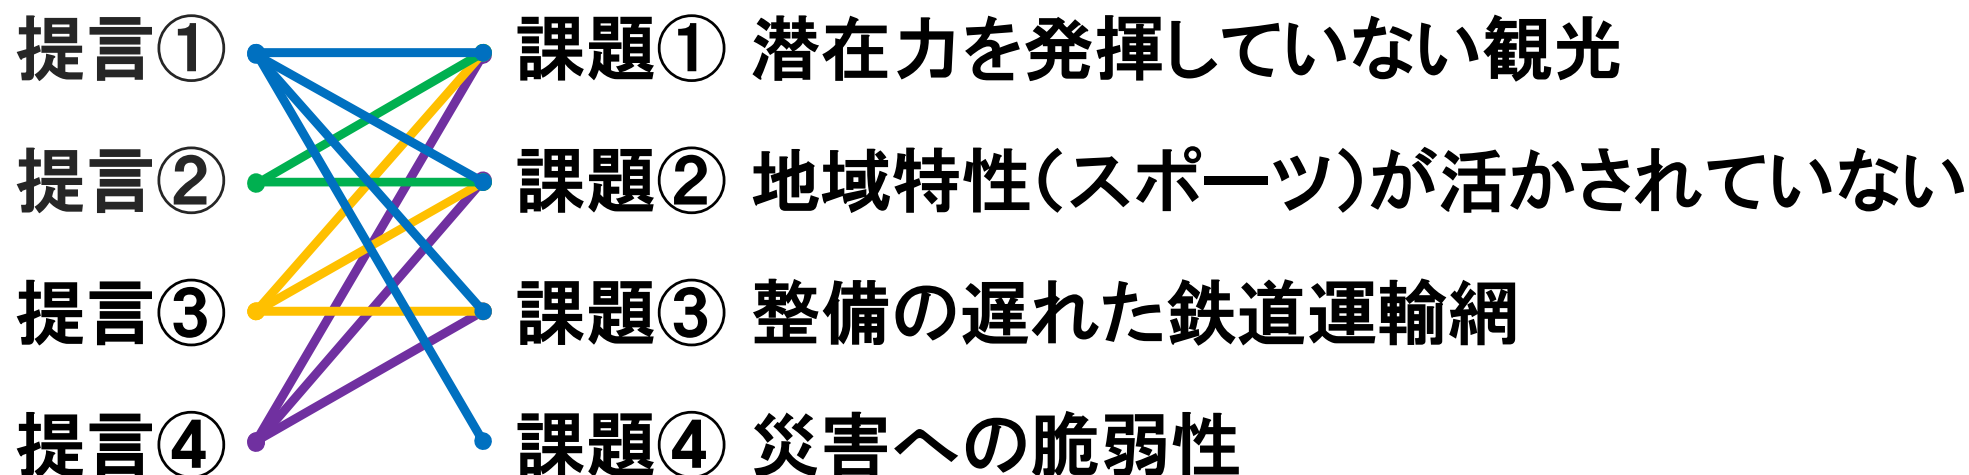 提言① 課題① 潜在力を発揮していない観光
提言② 課題② 地域特性（スポーツ）が活かされていない
提言③ 課題③ 整備の遅れた鉄道運輸網
提言④ 課題④ 災害への脆弱性